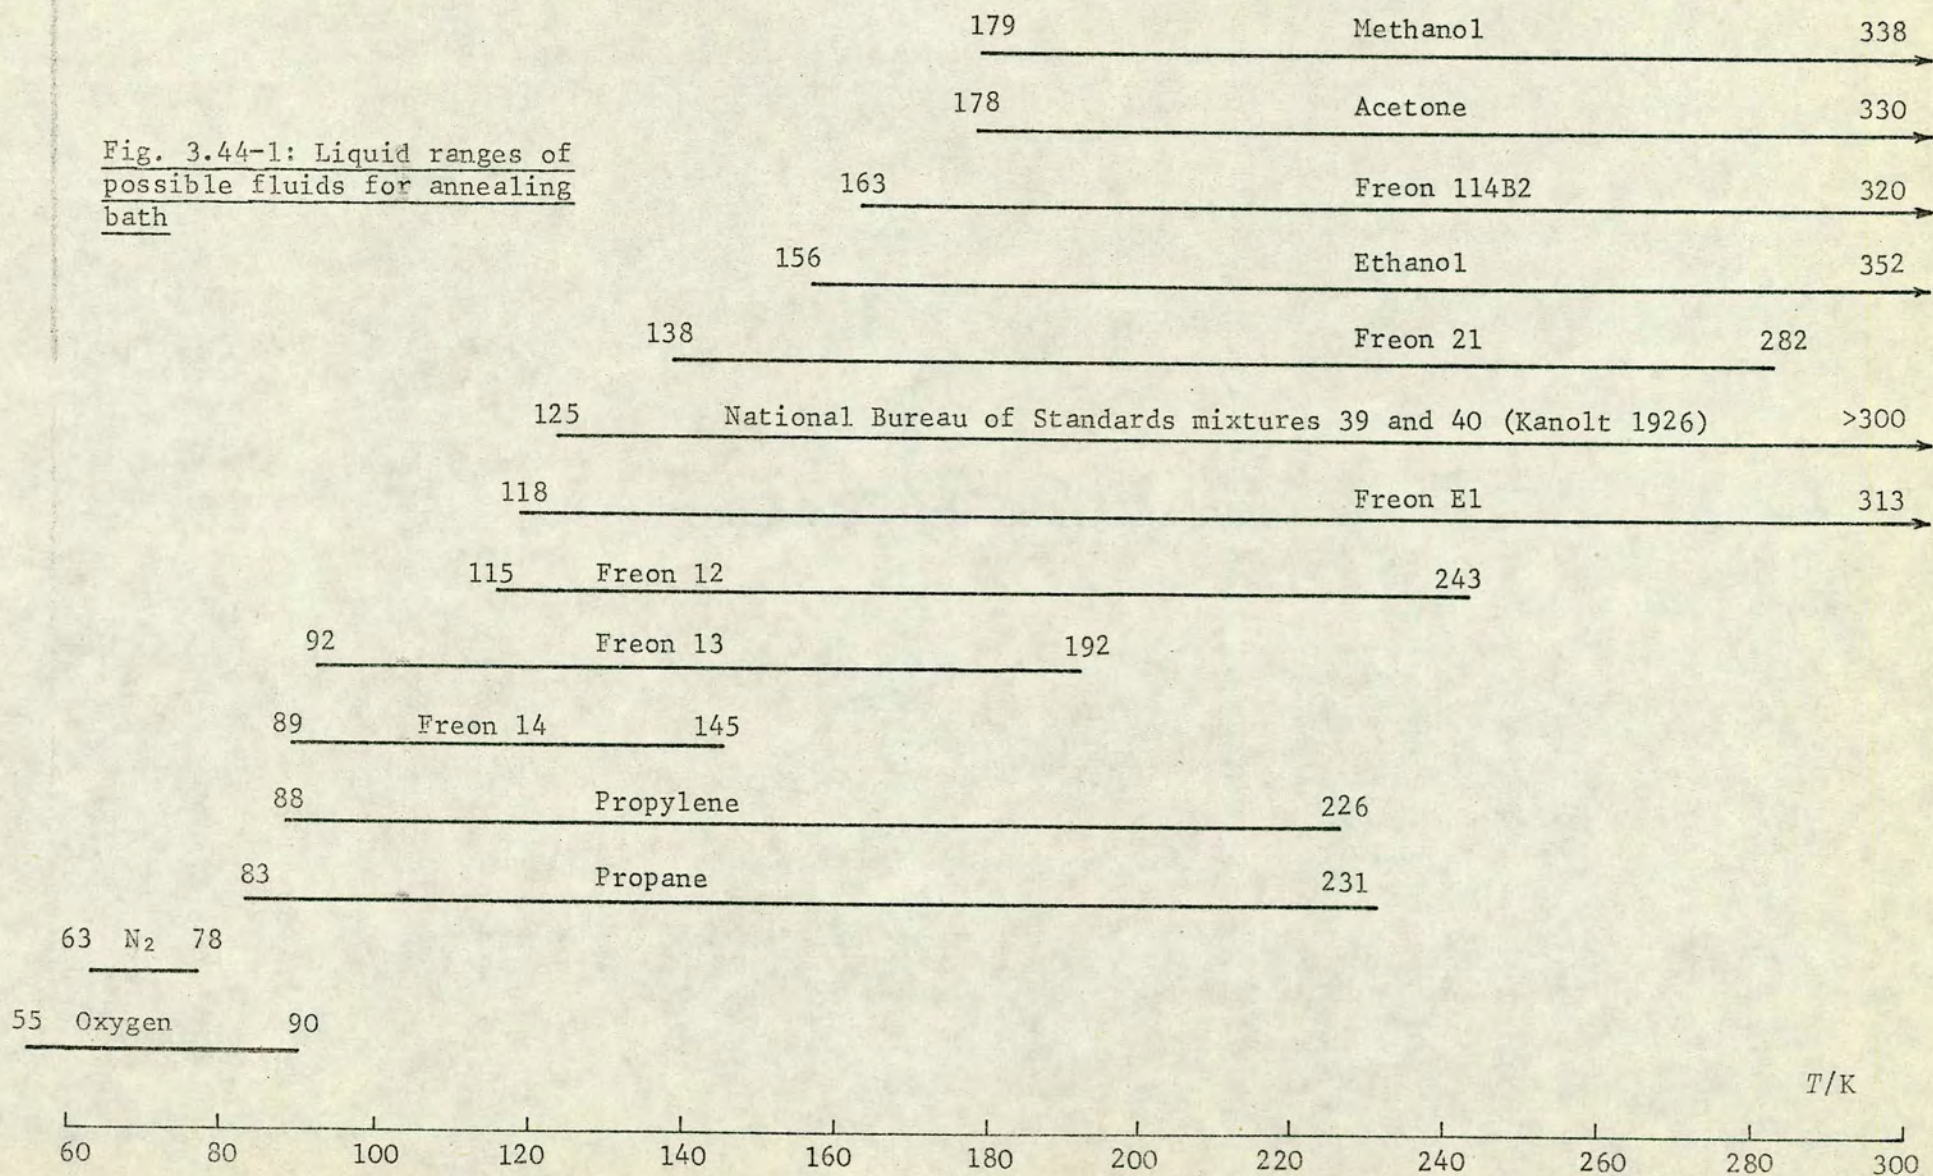 179 Methanol 338
178 Acetone 330
Fig. 3.44-1: Liquid ranges of
possible fluids for annealing
bath
163 Freon 114B2 320
156 Ethanol 352
138 Freon 21 282
125 National Bureau of Standards mixtures 39 and 40 (Kanolt 1926) >300
118 Freon E1 313
115 Freon 12 243
92 Freon 13 192
89 Freon 14 145
88 Propylene 226
83 Propane 231
63 N₂ 78
55 Oxygen 90
T/K
60 80 100 120 140 160 180 200 220 240 260 280 300